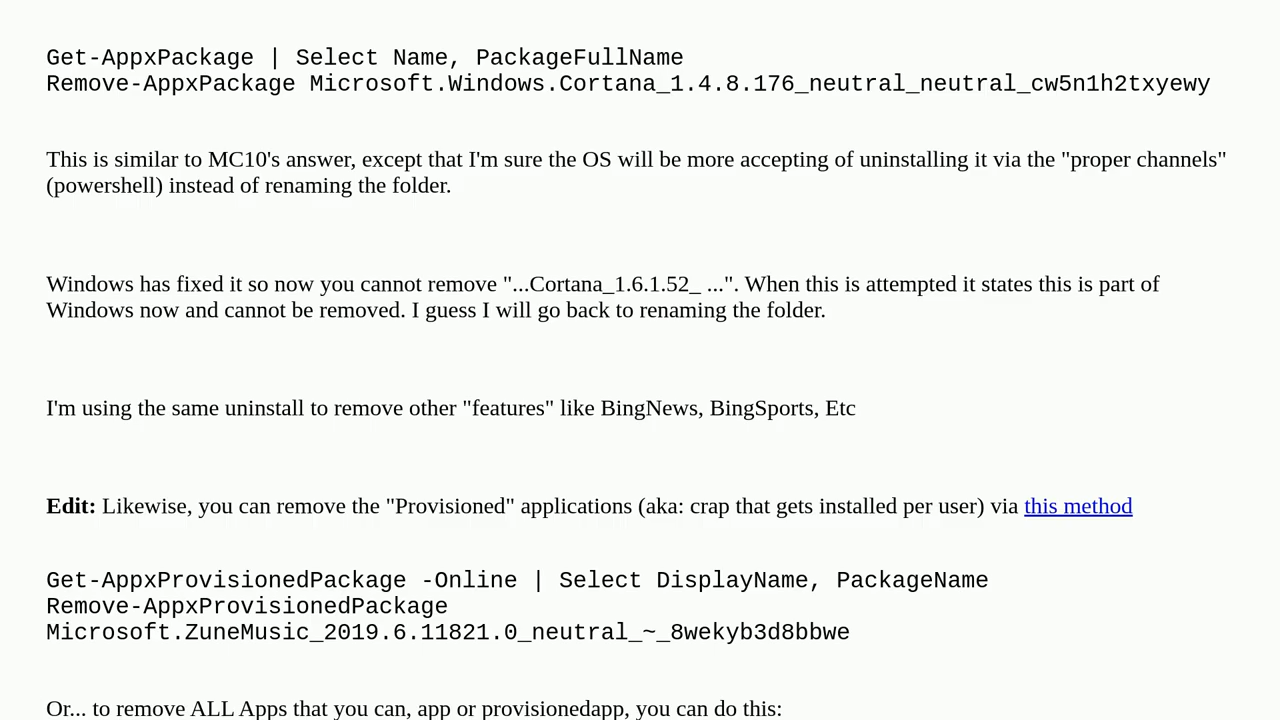 Get-AppxPackage | Select Name, PackageFullName
Remove-AppxPackage Microsoft.Windows.Cortana_1.4.8.176_neutral_neutral_cw5n1h2txyewy
This is similar to MC10's answer, except that I'm sure the OS will be more accepting of uninstalling it via the "proper channels"
(powershell) instead of renaming the folder.
Windows has fixed it so now you cannot remove "...Cortana_1.6.1.52_ ...". When this is attempted it states this is part of
Windows now and cannot be removed. I guess I will go back to renaming the folder.
I'm using the same uninstall to remove other "features" like BingNews, BingSports, Etc
Edit: Likewise, you can remove the "Provisioned" applications (aka: crap that gets installed per user) via this method
Get-AppxProvisionedPackage -Online | Select DisplayName, PackageName
Remove-AppxProvisionedPackage
Microsoft.ZuneMusic_2019.6.11821.0_neutral_~_8wekyb3d8bbwe
Or... to remove ALL Apps that you can, app or provisionedapp, you can do this: